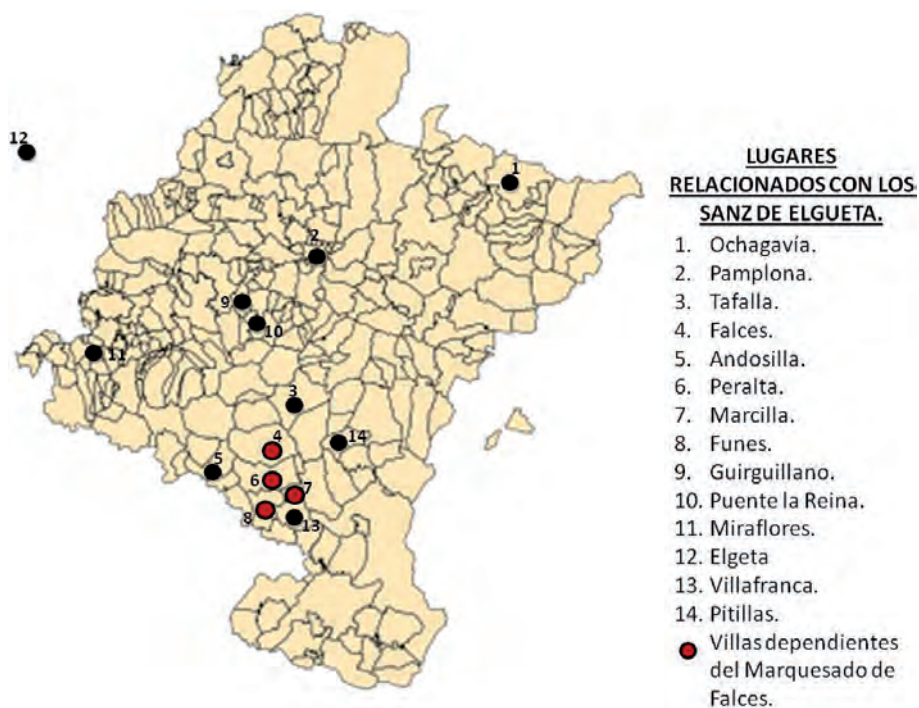 12
1
2
9
10
11
3
4
14
5
6
7
8
13
LUGARES
RELACIONADOS CON LOS
SANZ DE ELGUETA.
1. Ochagavía.
2. Pamplona.
3. Tafalla.
4. Falces.
5. Andosilla.
6. Peralta.
7. Marcilla.
8. Funes.
9. Guirguillano.
10. Puente la Reina.
11. Miraflores.
12. Elgeta
13. Villafranca.
14. Pitillas.
Villas dependientes
del Marquesado de
Falces.